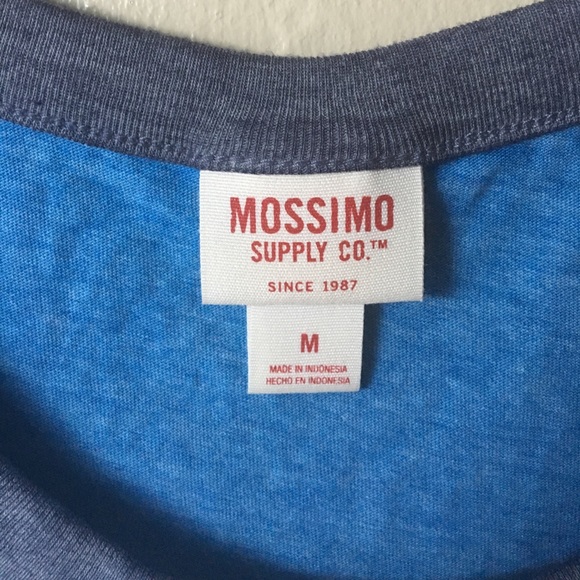 MOSSIMO
SUPPLY CO.™
SINCE 1987
M
MADE IN INDONESIA
HECHO EN INDONESIA